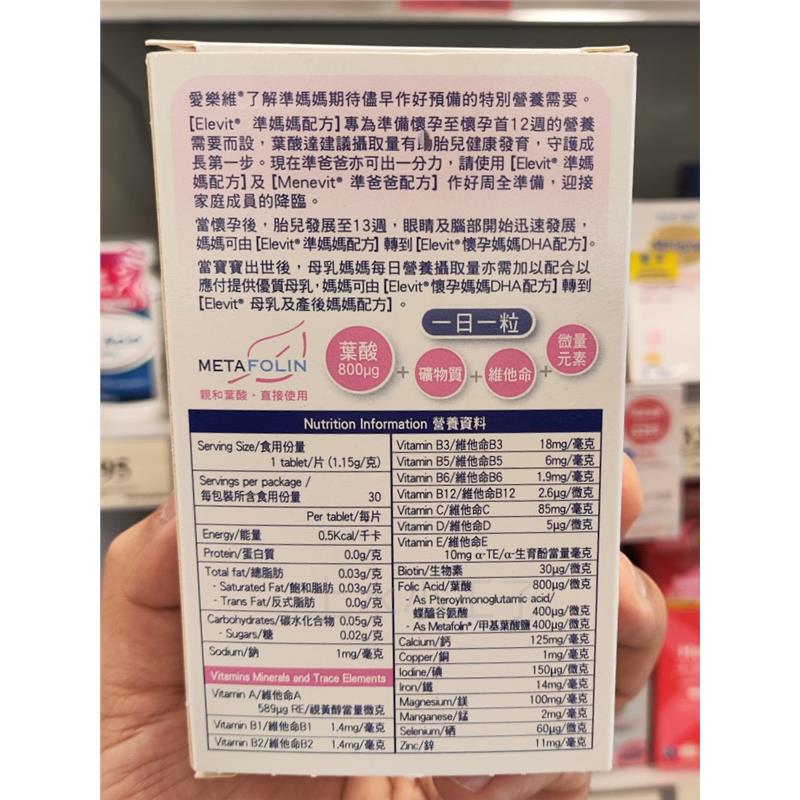 愛樂維®了解準媽媽期待儘早作好預備的特別營養需要。
[Elevit® 準媽媽配方]專為準備懷孕至懷孕首12週的營養
需要而設，葉酸達建議攝取量有助胎兒健康發育，守護成
長第一步。現在準爸爸亦可出一分力，請使用 [Elevit® 準媽
媽配方]及 [Menevit® 準爸爸配方] 作好周全準備，迎接
家庭成員的降臨。
當懷孕後，胎兒發展至13週，眼睛及腦部開始迅速發展，
媽媽可由 [Elevit® 準媽媽配方] 轉到 [Elevit® 懷孕媽媽DHA配方]。
當寶寶出世後，母乳媽媽每日營養攝取量亦需加以配合以
應付提供優質母乳，媽媽可由 [Elevit® 懷孕媽媽DHA配方] 轉到
[Elevit® 母乳及產後媽媽配方] 。
一日一粒
METAFOLIN
親和葉酸・直接使用
葉酸
800μg
+
礦物質
+
維他命
+
微量
元素
Nutrition Information 營養資料
Serving Size/食用份量
1 tablet/片 (1.15g/克)
Servings per package /
每包裝所含食用份量 30
Per tablet/每片
Energy/能量 0.5Kcal/千卡
Protein/蛋白質 0.0g/克
Total fat/總脂肪 0.03g/克
- Saturated Fat/飽和脂肪 0.03g/克
- Trans Fat/反式脂肪 0.0g/克
Carbohydrates/碳水化合物 0.05g/克
- Sugars/糖 0.02g/克
Sodium/鈉 1mg/毫克
Vitamins Minerals and Trace Elements
Vitamin A/維他命A
589μg RE/視黃醇當量微克
Vitamin B1/維他命B1 1.4mg/毫克
Vitamin B2/維他命B2 1.4mg/毫克
Vitamin B3/維他命B3 18mg/毫克
Vitamin B5/維他命B5 6mg/毫克
Vitamin B6/維他命B6 1.9mg/毫克
Vitamin B12/維他命B12 2.6μg/微克
Vitamin C/維他命C 85mg/毫克
Vitamin D/維他命D 5μg/微克
Vitamin E/維他命E
10mg α-TE/α-生育酚當量毫克
Biotin/生物素 30μg/微克
Folic Acid/葉酸 800μg/微克
- As Pteroylmonoglutamic acid/
蝶醯谷氨酸 400μg/微克
- As Metafolin®/甲基葉酸鹽 400μg/微克
Calcium/鈣 125mg/毫克
Copper/銅 1mg/毫克
Iodine/碘 150μg/微克
Iron/鐵 14mg/毫克
Magnesium/鎂 100mg/毫克
Manganese/錳 2mg/毫克
Selenium/硒 60μg/微克
Zinc/鋅 11mg/毫克
95